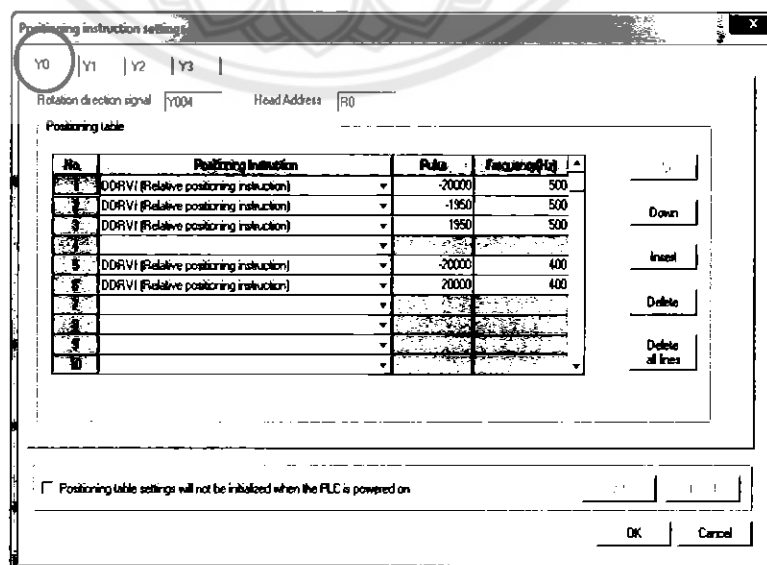 Positioning instruction settings X
Y0 Y1 Y2 Y3
Rotation direction signal Y004 Head Address R0
Positioning table
No. Positioning Instruction Pulse Frequency(Hz)
1 DDRVI (Relative positioning instruction) -20000 500
2 DDRVI (Relative positioning instruction) -1950 500
3 DDRVI (Relative positioning instruction) 1950 500
5 DDRVI (Relative positioning instruction) -20000 400
6 DDRVI (Relative positioning instruction) 20000 400
10
Down
Insert
Delete
Delete
all lines
Positioning table settings will not be initialized when the PLC is powered on
OK Cancel